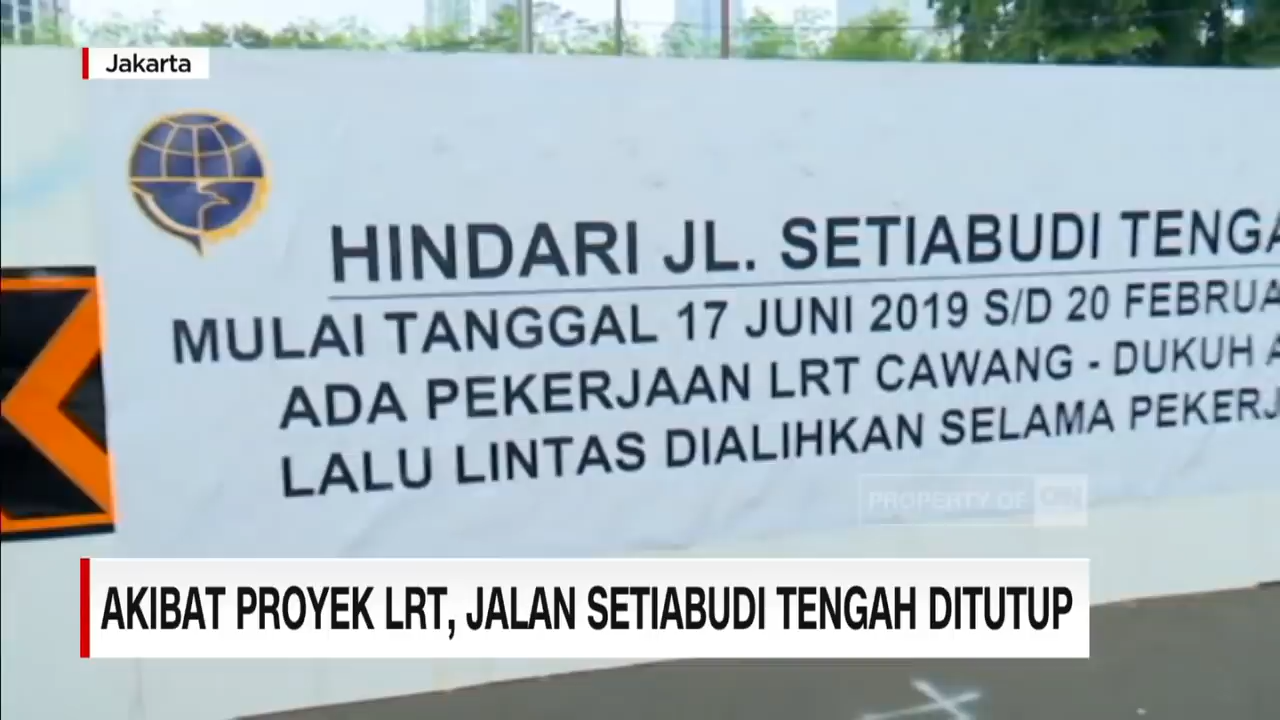 Jakarta
HINDARI JL. SETIABUDI TENGA
MULAI TANGGAL 17 JUNI 2019 S/D 20 FEBRUA
ADA PEKERJAAN LRT CAWANG - DUKUH A
LALU LINTAS DIALIHKAN SELAMA PEKERJ
PROPERTY OF CNN
AKIBAT PROYEK LRT, JALAN SETIABUDI TENGAH DITUTUP